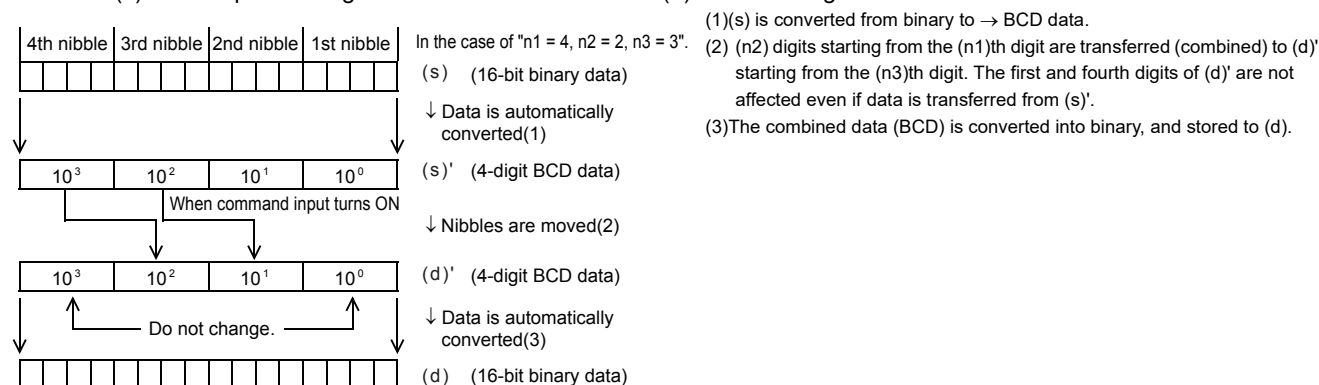 4th nibble 3rd nibble 2nd nibble 1st nibble
In the case of "n1 = 4, n2 = 2, n3 = 3".
(s) (16-bit binary data)
↓ Data is automatically
converted(1)
10³ 10² 10¹ 10⁰
(s)' (4-digit BCD data)
When command input turns ON
↓ Nibbles are moved(2)
10³ 10² 10¹ 10⁰
(d)' (4-digit BCD data)
Do not change.
↓ Data is automatically
converted(3)
(d) (16-bit binary data)
(1)(s) is converted from binary to → BCD data.
(2) (n2) digits starting from the (n1)th digit are transferred (combined) to (d)'
starting from the (n3)th digit. The first and fourth digits of (d)' are not
affected even if data is transferred from (s)'.
(3)The combined data (BCD) is converted into binary, and stored to (d).